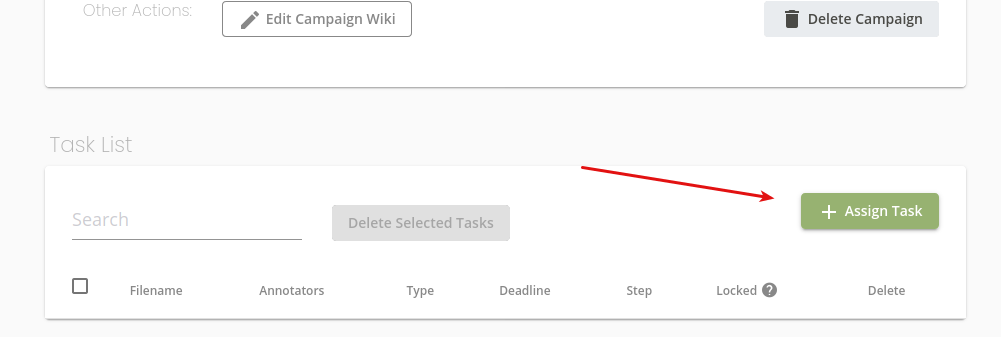 Other Actions: Edit Campaign Wiki Delete Campaign
Task List
Search Delete Selected Tasks Assign Task
Filename Annotators Type Deadline Step Locked ? Delete